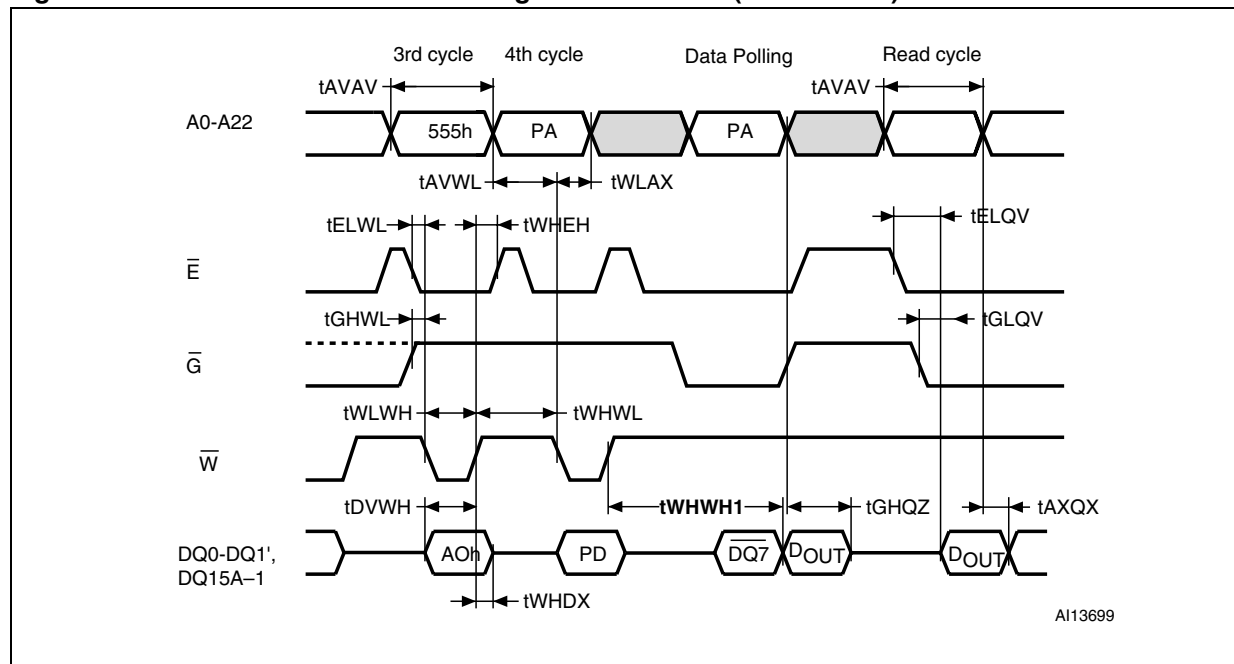 3rd cycle 4th cycle Data Polling Read cycle
tAVAV tAVAV
A0-A22 555h PA PA
tAVWL tWLAX
tELWL tWHEH tELQV
E
tGHWL tGLQV
G
tWLWH tWHWL
W
tDVWH tWHWH1 tGHQZ tAXQX
DQ0-DQ1', DQ15A–1 AOh PD DQ7 DOUT DOUT
tWHDX
AI13699